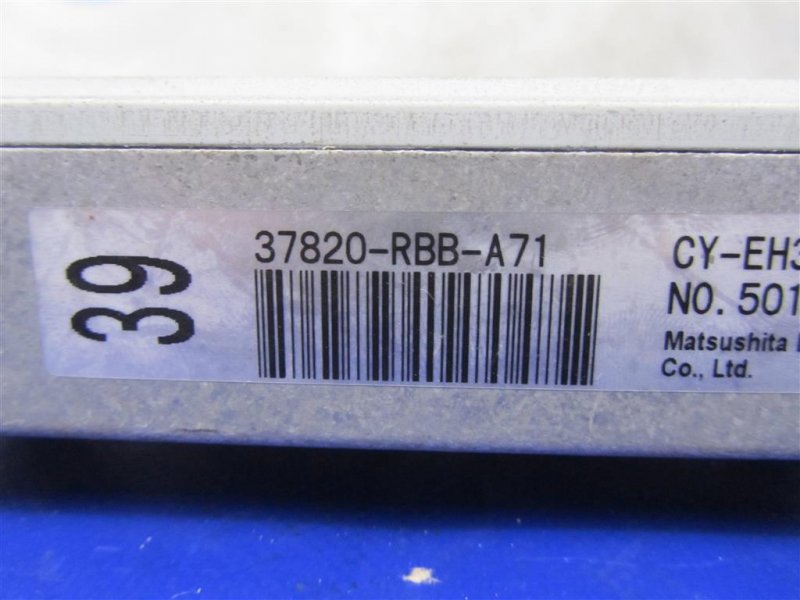 39
37820-RBB-A71
CY-EH3
NO. 501
Matsushita
Co., Ltd.